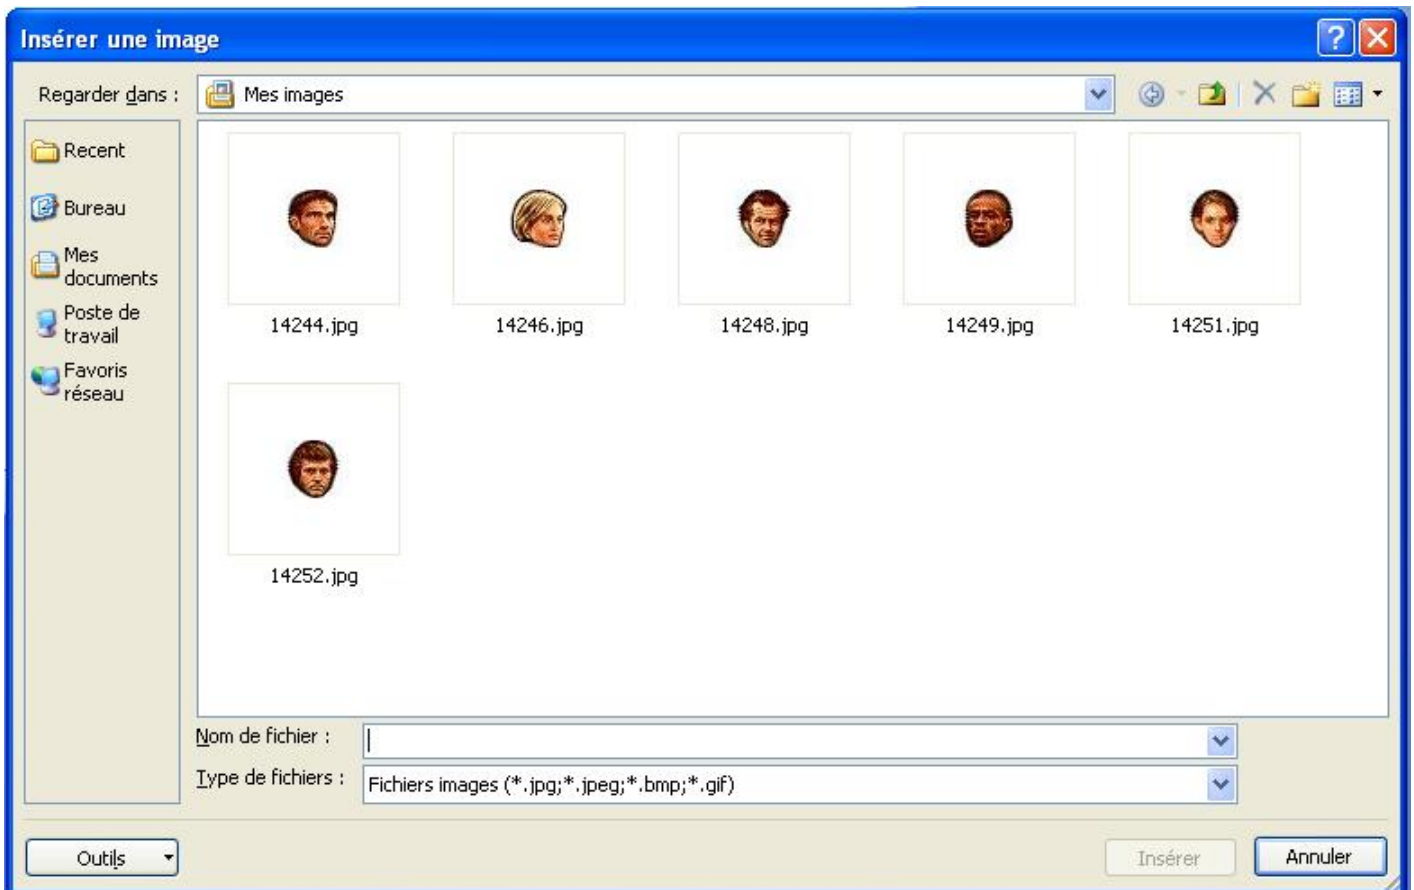 Insérer une image
Regarder dans :
Mes images
Recent
Bureau
Mes
documents
Poste de
travail
Favoris
réseau
14244.jpg
14246.jpg
14248.jpg
14249.jpg
14251.jpg
14252.jpg
Nom de fichier :
Type de fichiers :
Fichiers images (*.jpg;*.jpeg;*.bmp;*.gif)
Outils
Insérer
Annuler